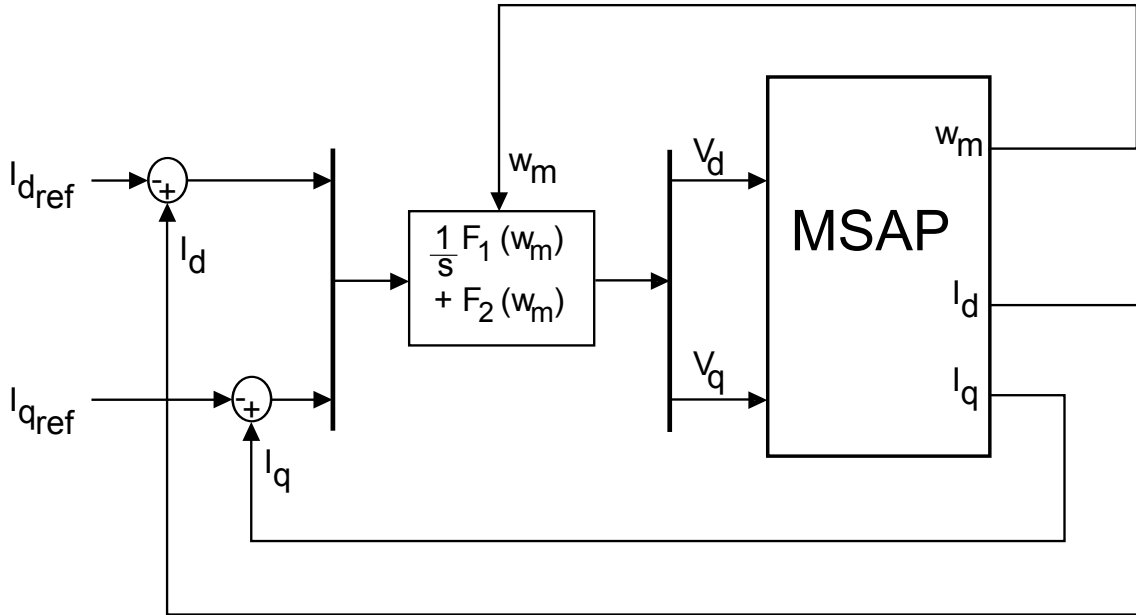 w_m
V_d
w_m
I_dref
- +
MSAP
I_d
1/s F_1(w_m)
+ F_2(w_m)
I_d
V_q
I_q
I_qref
- +
I_q